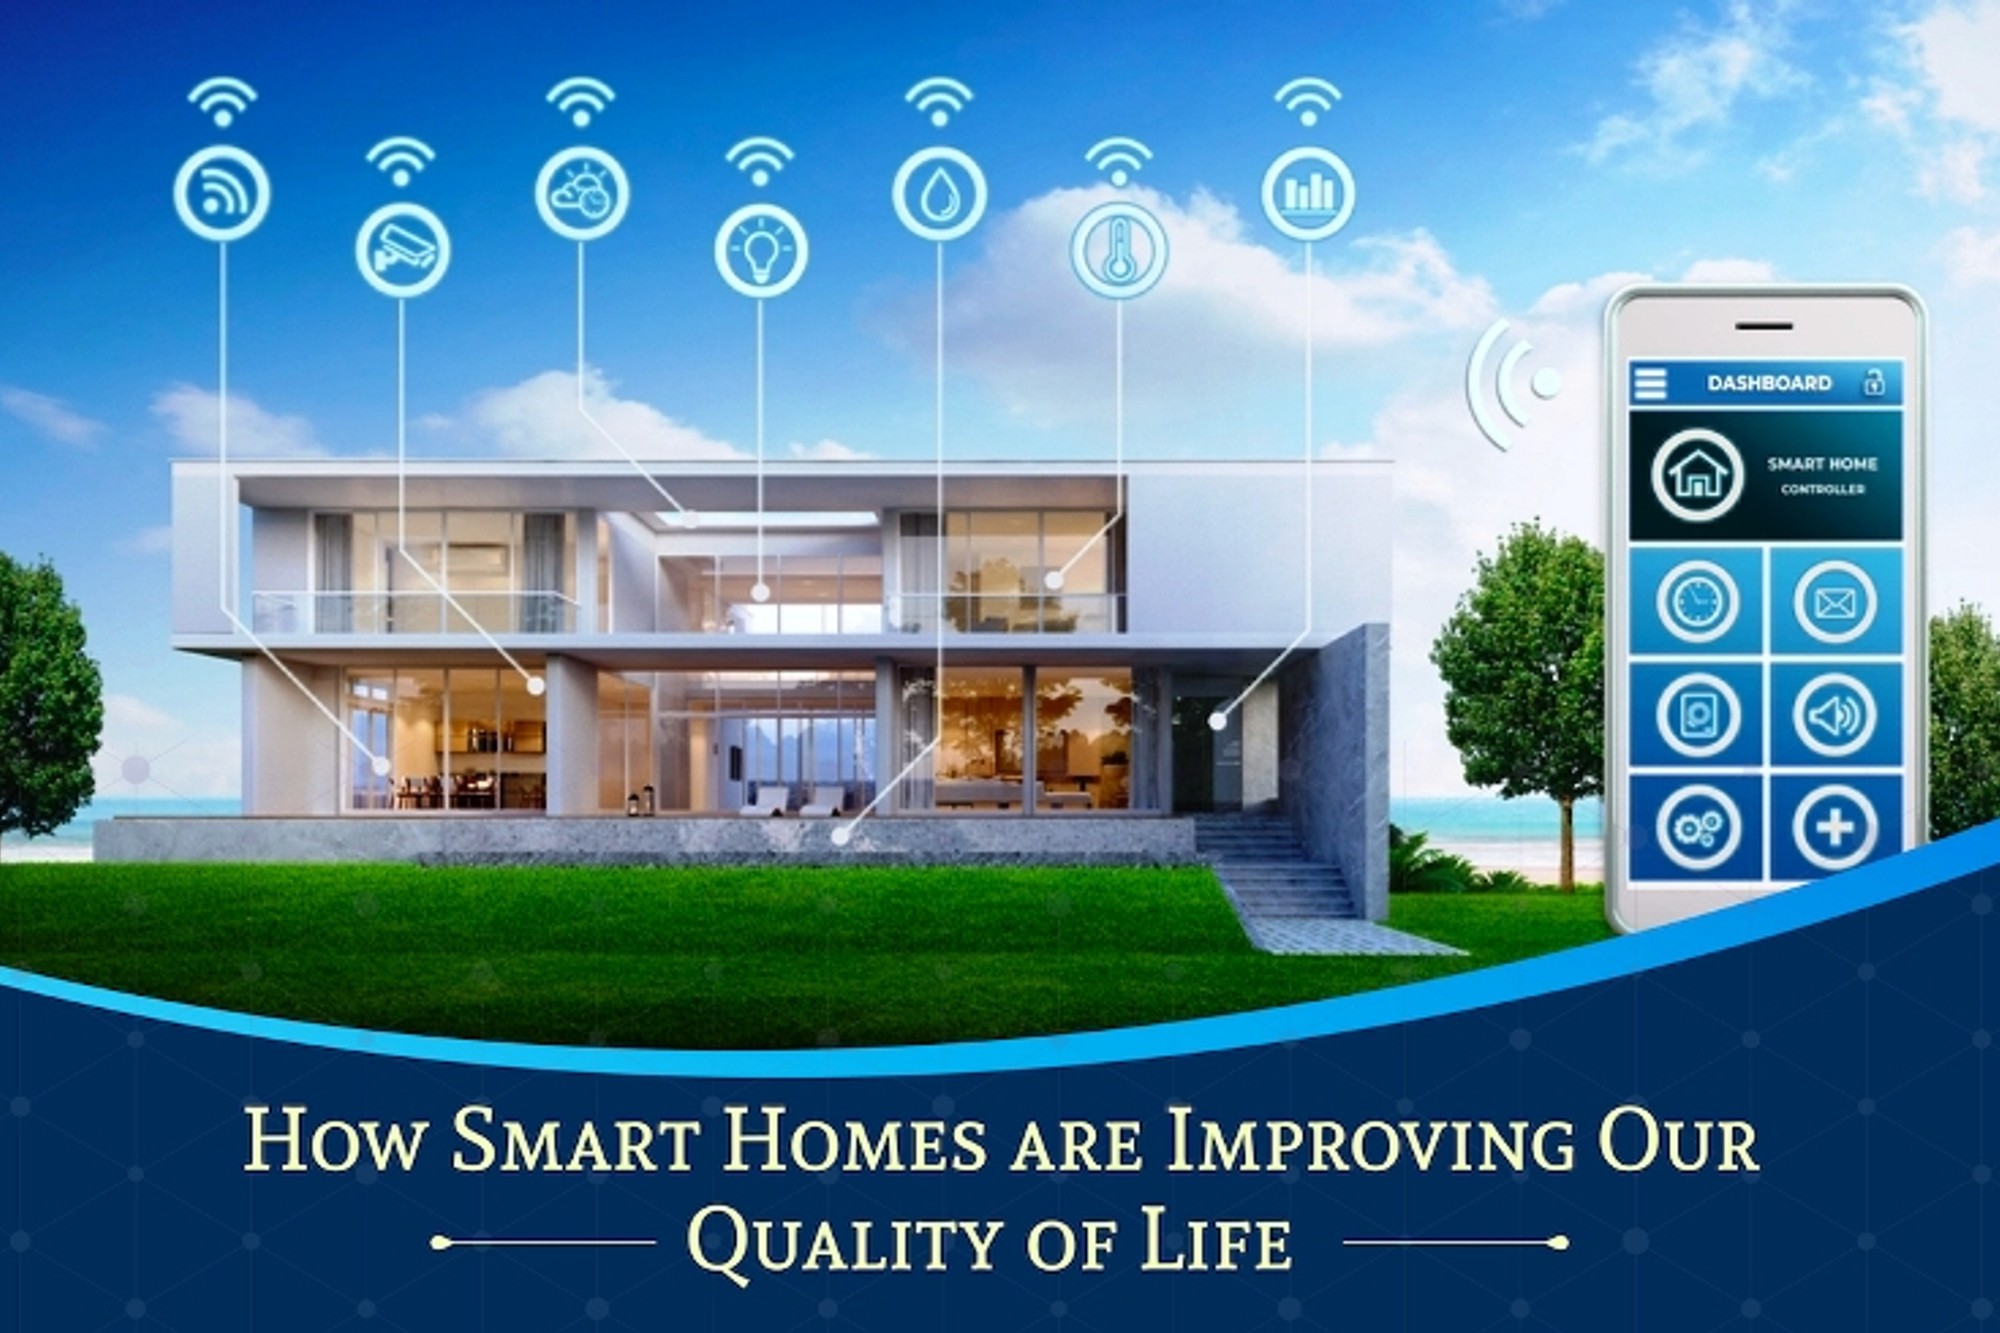 DASHBOARD
SMART HOME
CONTROLLER
How Smart Homes are Improving Our
Quality of Life